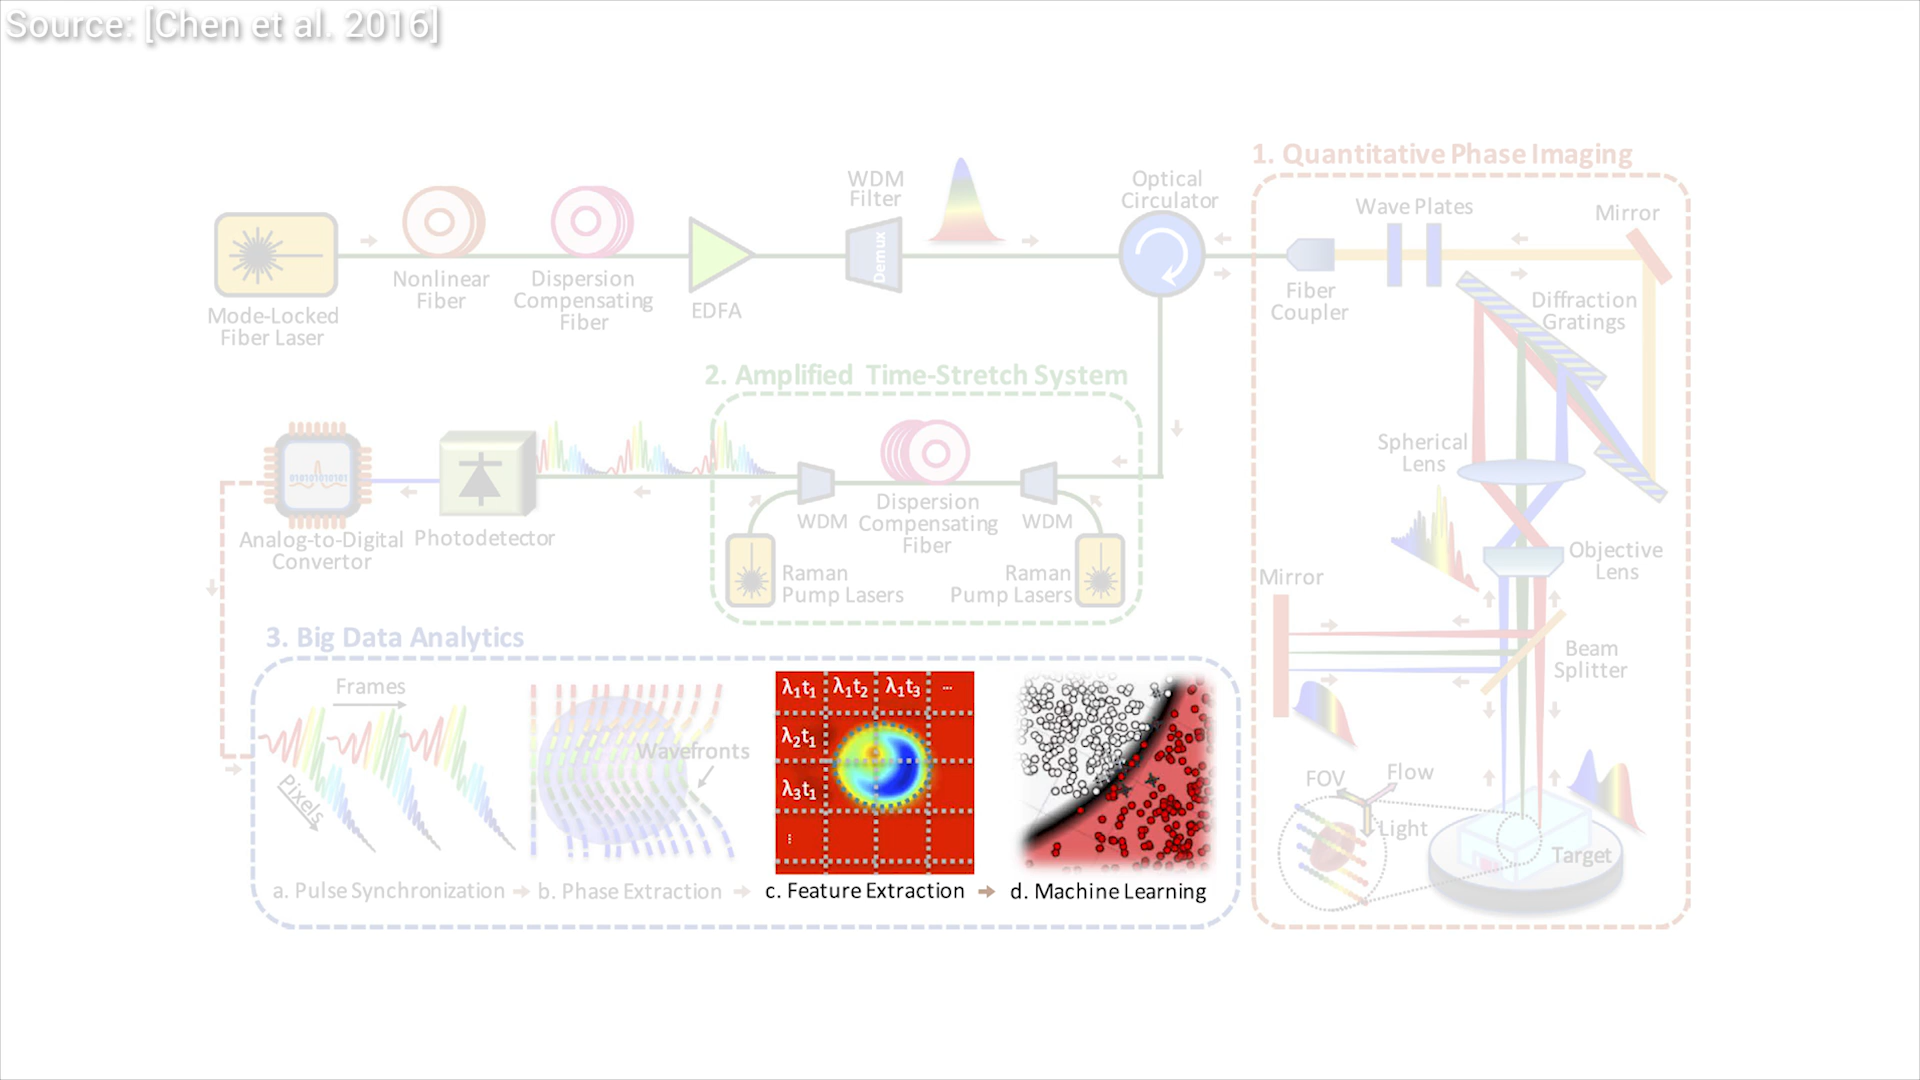 Source: [Chen et al. 2016]
1. Quantitative Phase Imaging
WDM
Filter
Optical
Circulator
Wave Plates
Mirror
Demux
Nonlinear
Fiber
Dispersion
Compensating
Fiber
EDFA
Mode-Locked
Fiber Laser
Fiber
Coupler
Diffraction
Gratings
2. Amplified Time-Stretch System
Spherical
Lens
010101010101
Analog-to-Digital
Convertor
Photodetector
WDM
Dispersion
Compensating
Fiber
WDM
Raman
Pump Lasers
Raman
Pump Lasers
Objective
Lens
Mirror
Beam
Splitter
3. Big Data Analytics
Frames
Pixels
Wavefronts
λ₁t₁ λ₁t₂ λ₁t₃ ...
λ₂t₁
λ₃t₁
⋮
FOV
Flow
Light
Target
a. Pulse Synchronization
b. Phase Extraction
c. Feature Extraction
d. Machine Learning